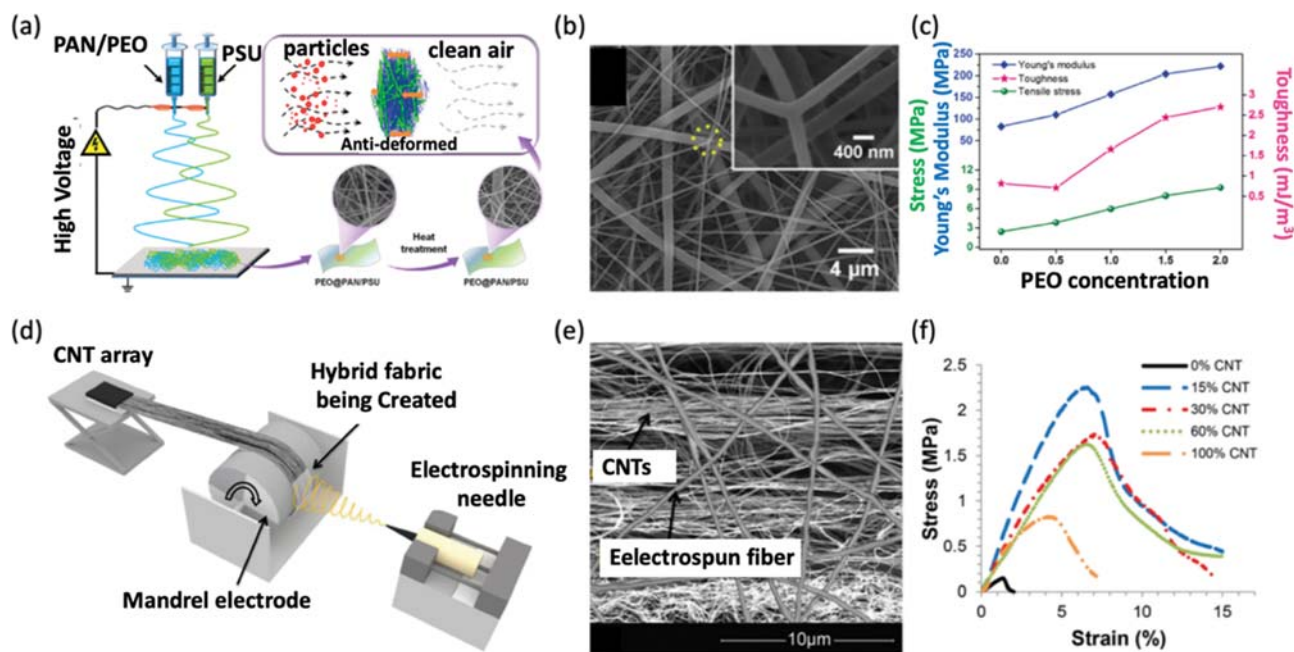 (a)
PAN/PEO
PSU
High Voltage
particles
clean air
Anti-deformed
Heat
treatment
PEO@PAN/PSU
PEO@PAN/PSU
(b)
400 nm
4 µm
(c)
Stress (MPa)
Young's Modulus (MPa)
250
200
150
100
50
12
9
6
3
0
Young's modulus
Toughness
Tensile stress
3
2.5
2
1.5
1
0.5
Toughness (mJ/m³)
0.0 0.5 1.0 1.5 2.0
PEO concentration
(d)
CNT array
Hybrid fabric
being Created
Electrospinning
needle
Mandrel electrode
(e)
CNTs
Eelectrospun fiber
10µm
(f)
Stress (MPa)
2.5
2
1.5
1
0.5
0
0% CNT
15% CNT
30% CNT
60% CNT
100% CNT
0 5 10 15
Strain (%)